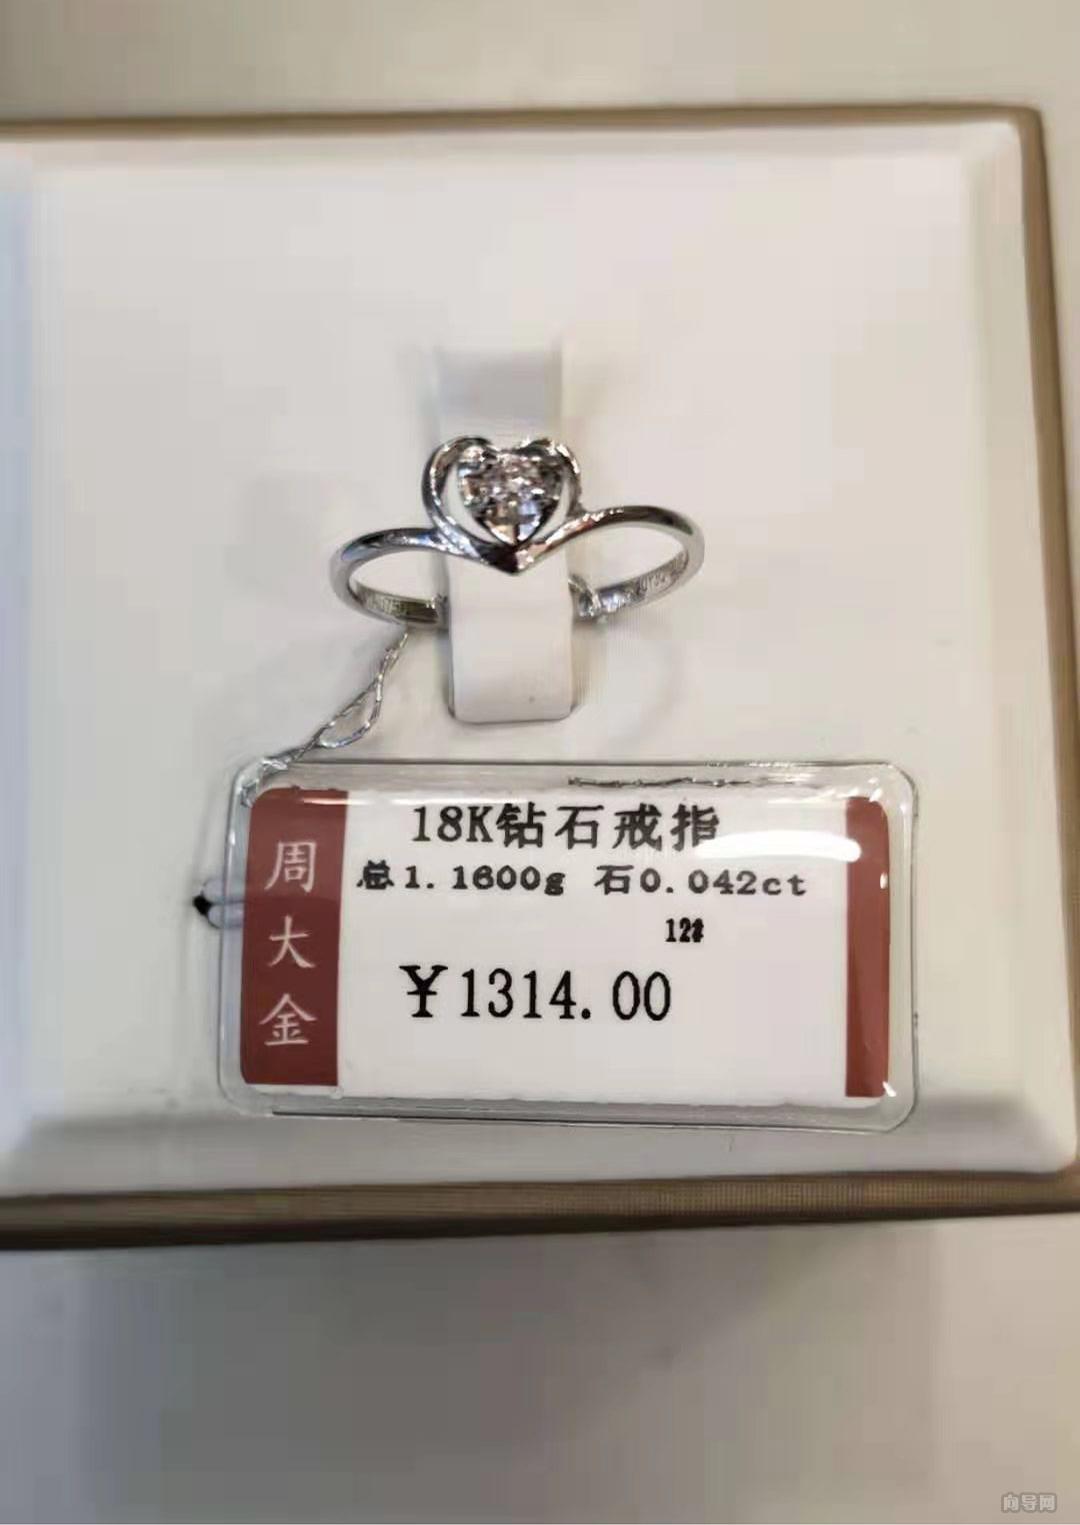 周大金
18K钻石戒指
总1.1600g 石0.042ct
12#
¥1314.00
向导网